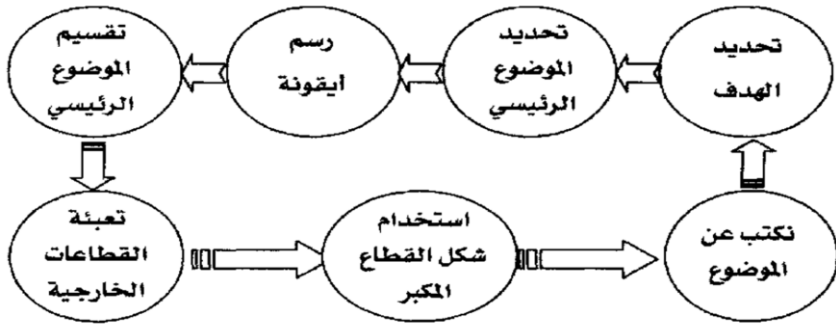 تحديد
الهدف
تحديد
الموضوع
الرئيسي
رسم
أيقونة
تقسيم
الموضوع
الرئيسي
تعبئة
القطاعات
الخارجية
استخدام
شكل القطاع
المكبر
نكتب عن
الموضوع